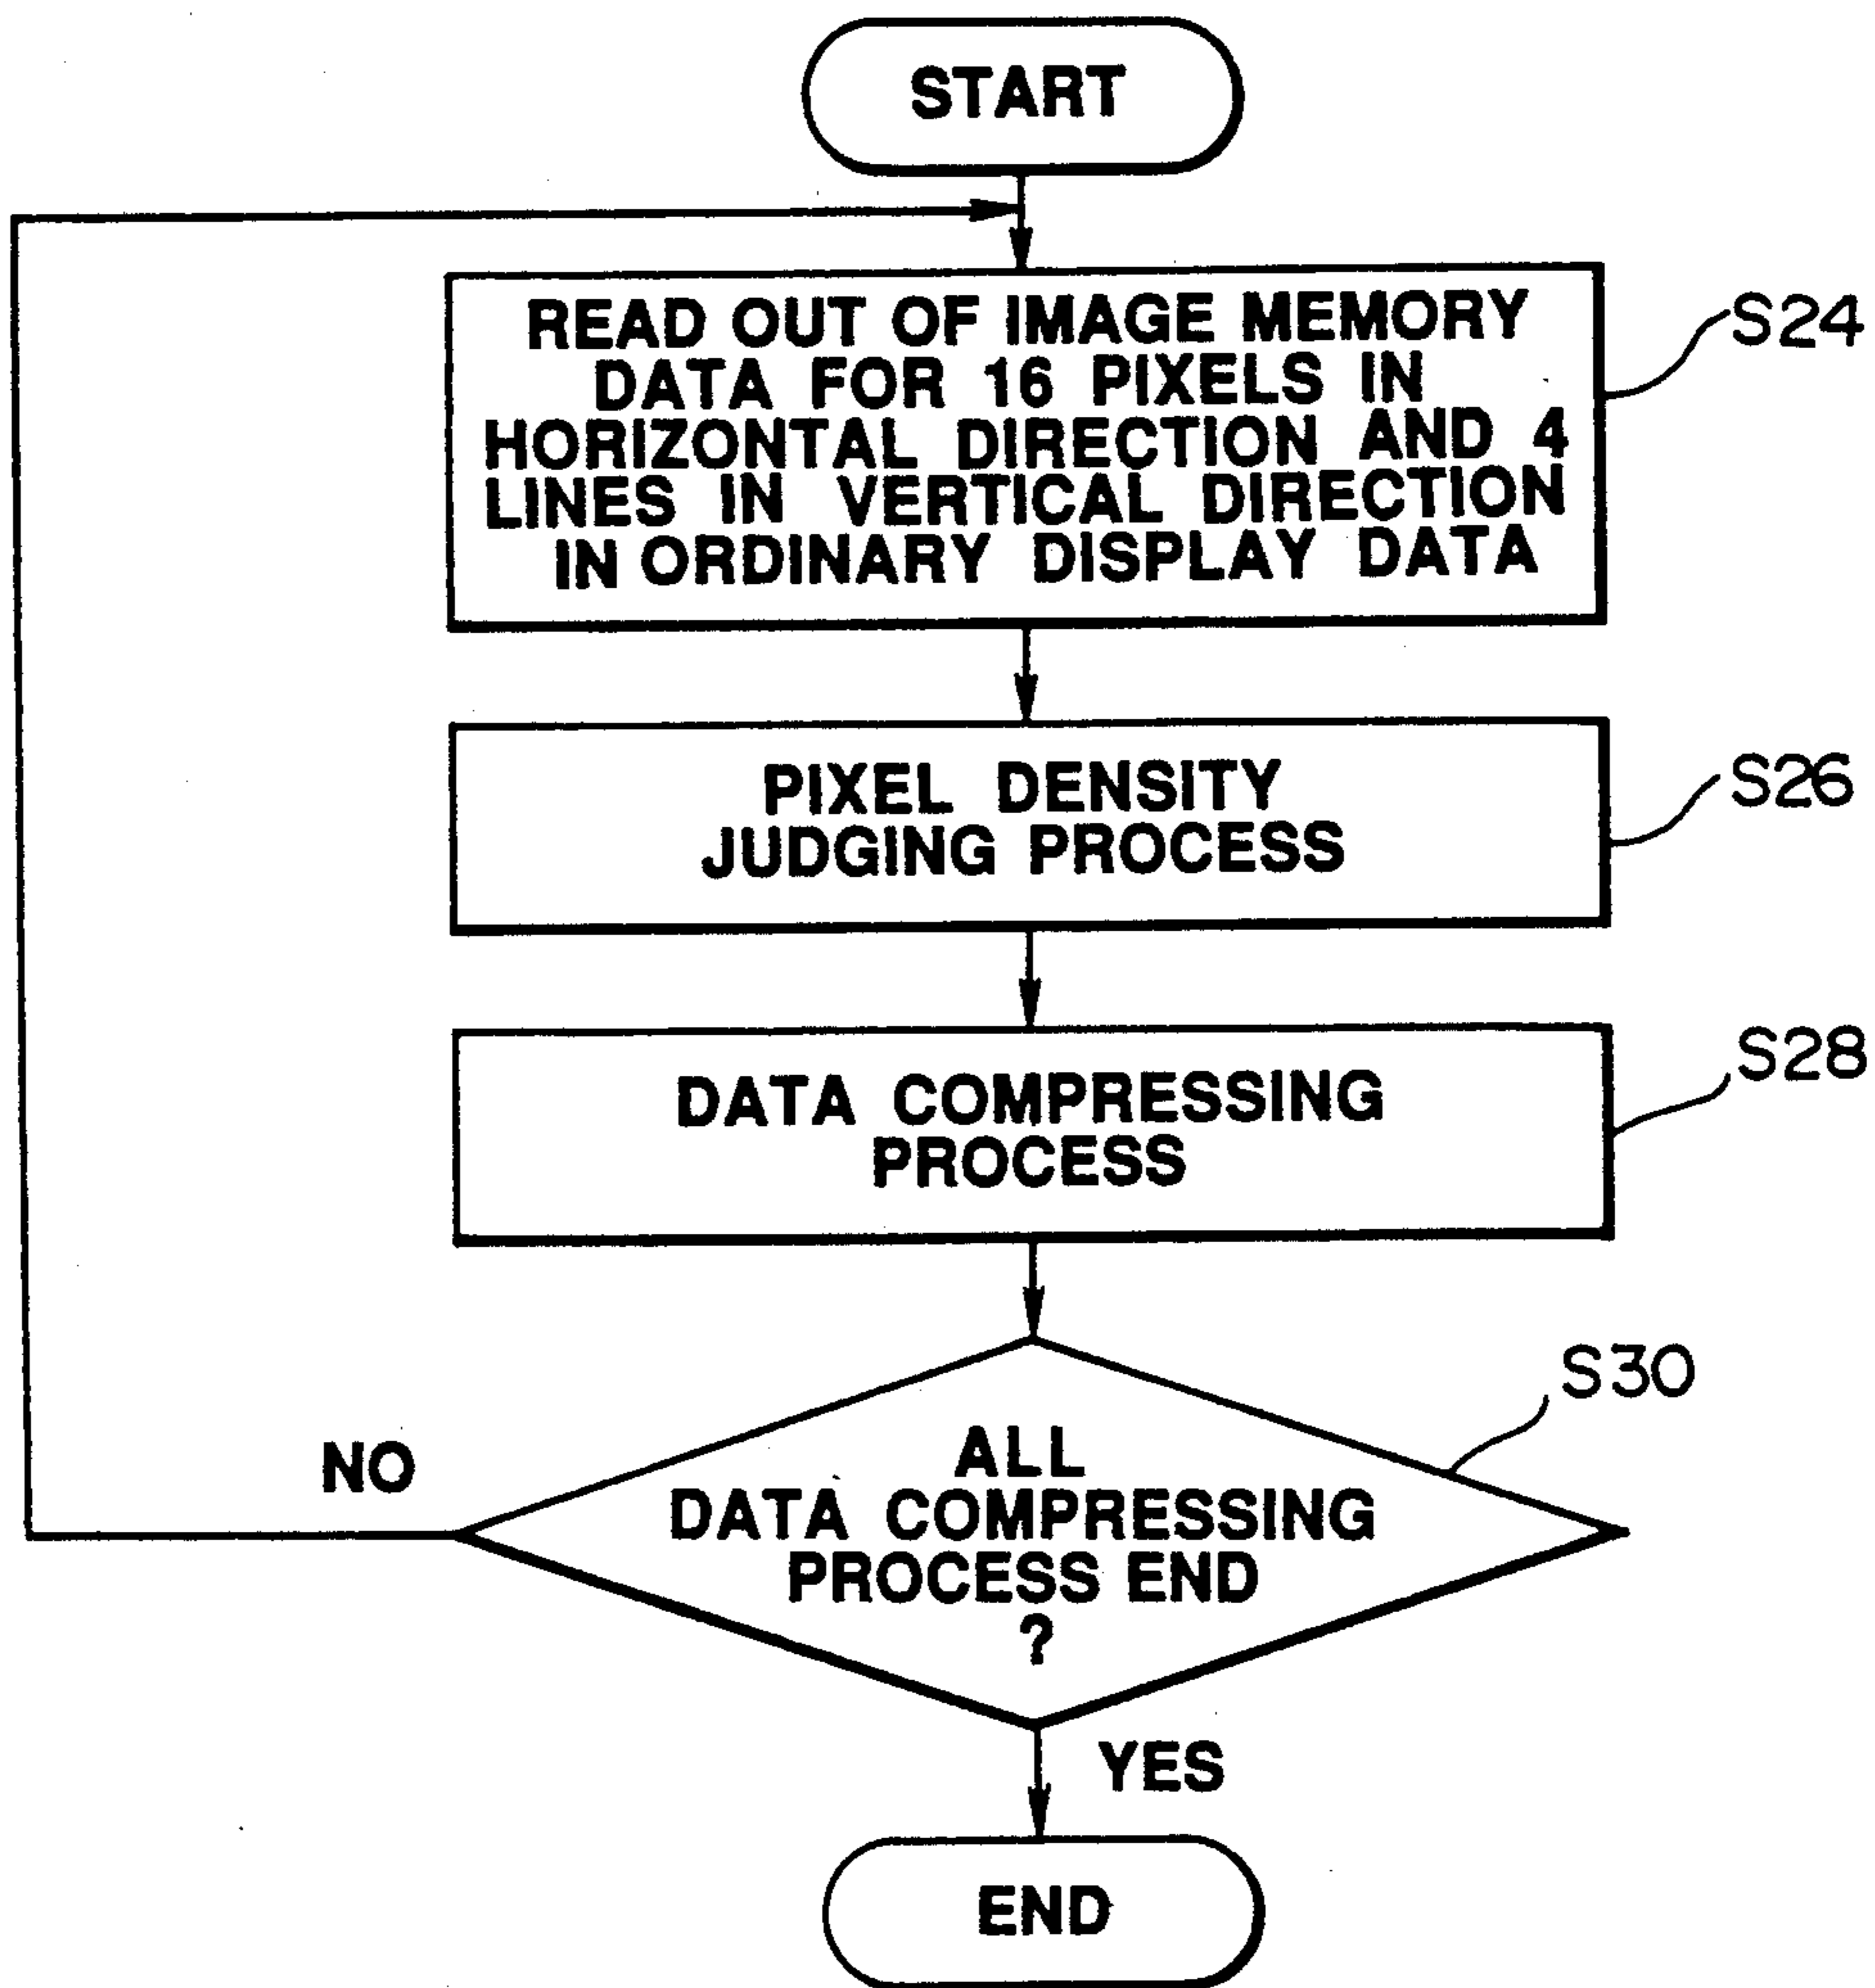 START
READ OUT OF IMAGE MEMORY
DATA FOR 16 PIXELS IN
HORIZONTAL DIRECTION AND 4
LINES IN VERTICAL DIRECTION
IN ORDINARY DISPLAY DATA
S24
PIXEL DENSITY
JUDGING PROCESS
S26
DATA COMPRESSING
PROCESS
S28
S30
ALL
DATA COMPRESSING
PROCESS END
?
NO
YES
END